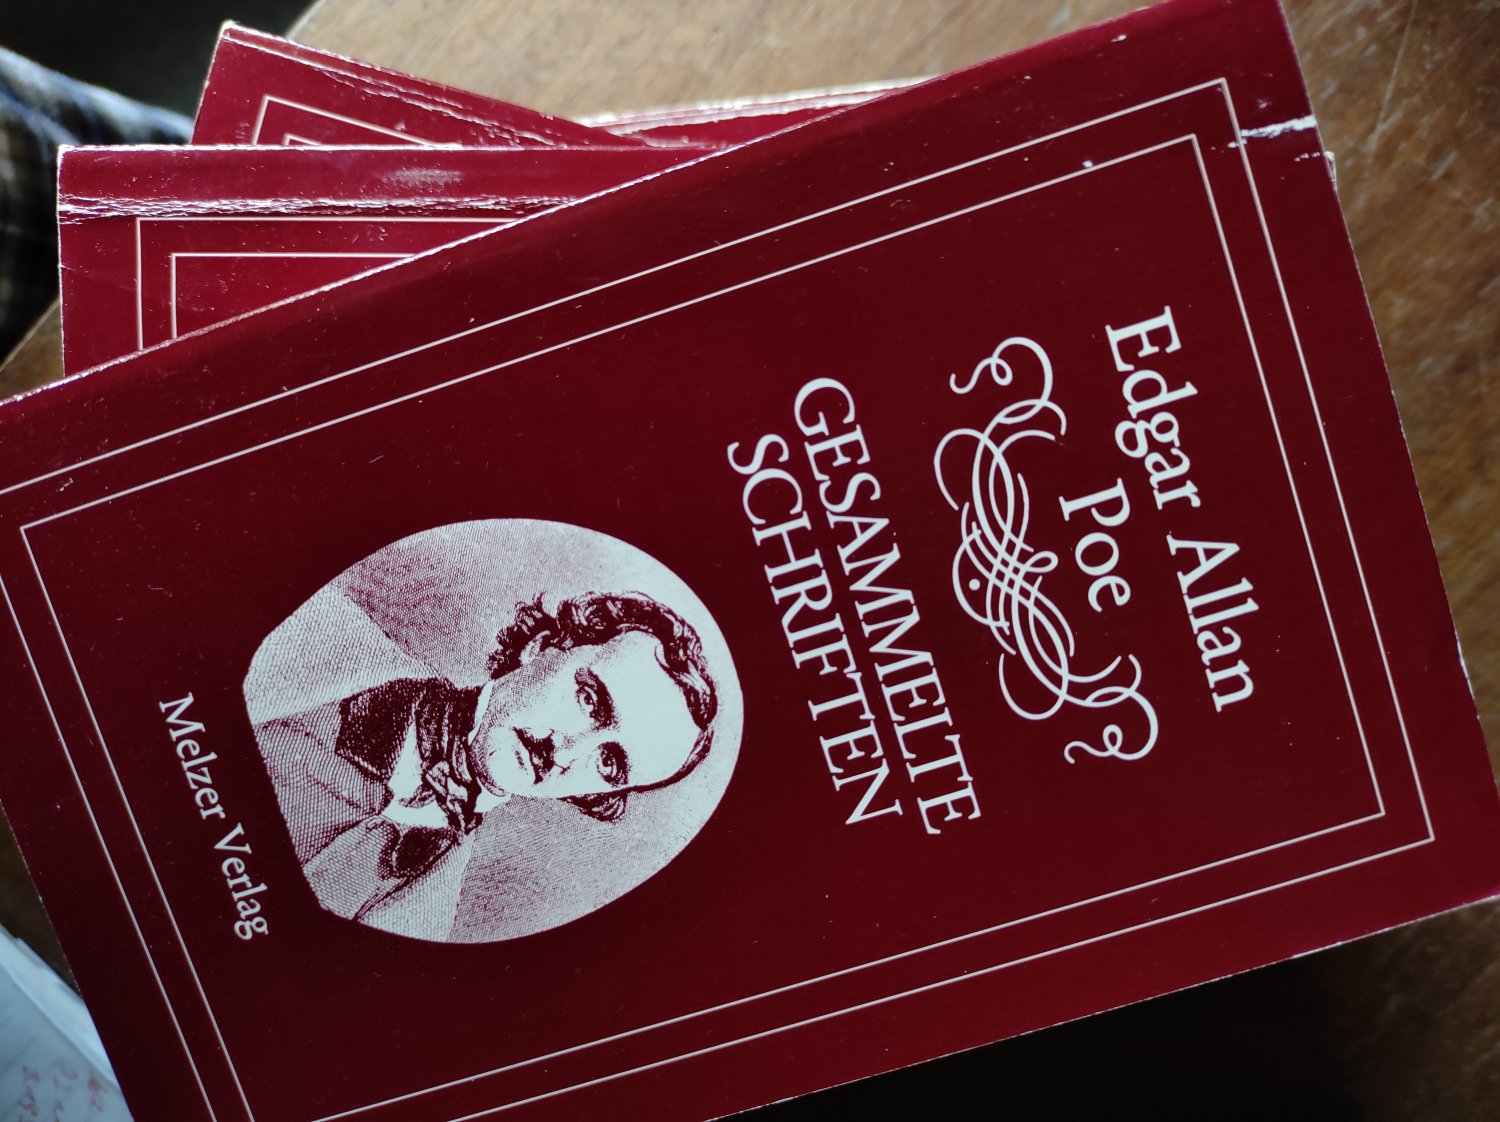 Edgar Allan
Poe
GESAMMELTE
SCHRIFTEN
Melzer Verlag